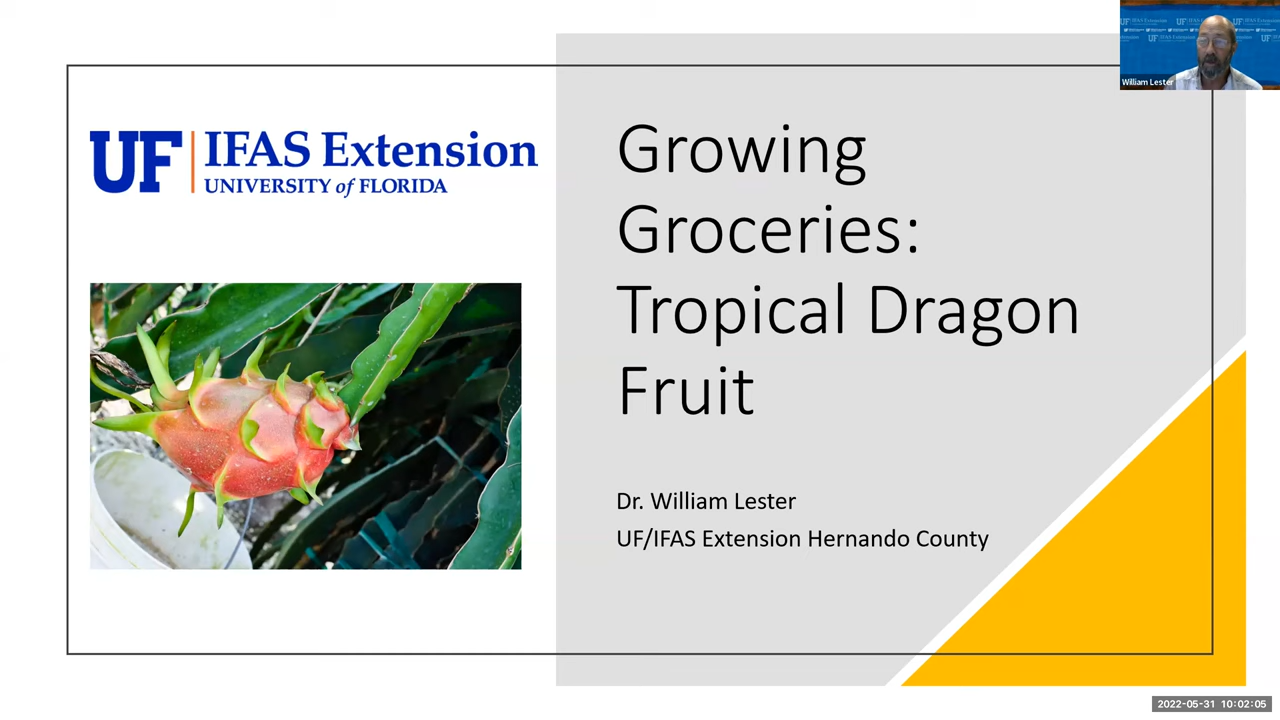 UF IFAS Extension
UNIVERSITY of FLORIDA
Growing
Groceries:
Tropical Dragon
Fruit
Dr. William Lester
UF/IFAS Extension Hernando County
William Lester
2022-05-31 10:02:05